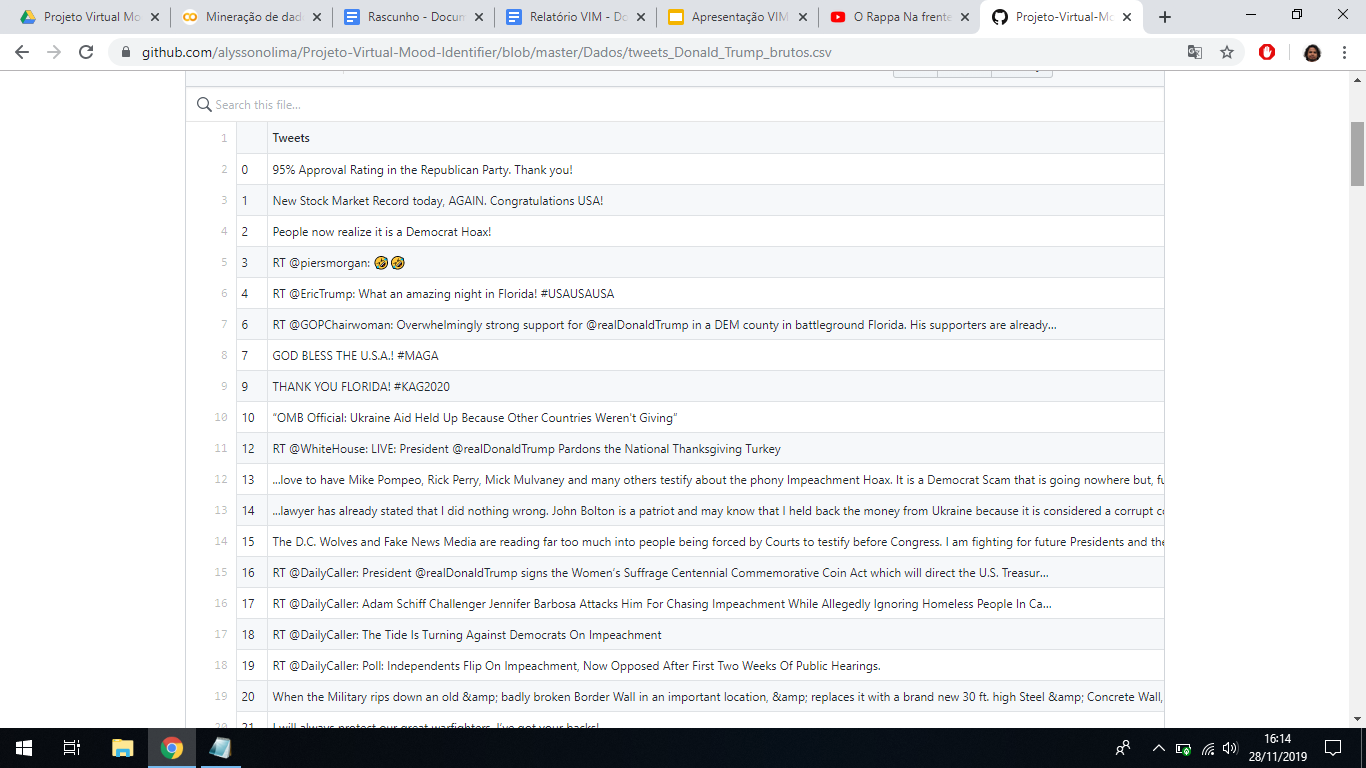 Projeto Virtual Mo
Mineração de dad
Rascunho - Docum
Relatório VIM - Do
Apresentação VIM
O Rappa Na frente
Projeto-Virtual-Mo
github.com/alyssonolima/Projeto-Virtual-Mood-Identifier/blob/master/Dados/tweets_Donald_Trump_brutos.csv
Search this file...
1 Tweets
2 0 95% Approval Rating in the Republican Party. Thank you!
3 1 New Stock Market Record today, AGAIN. Congratulations USA!
4 2 People now realize it is a Democrat Hoax!
5 3 RT @piersmorgan: 🤣🤣
6 4 RT @EricTrump: What an amazing night in Florida! #USAUSAUSA
7 6 RT @GOPChairwoman: Overwhelmingly strong support for @realDonaldTrump in a DEM county in battleground Florida. His supporters are already…
8 7 GOD BLESS THE U.S.A.! #MAGA
9 9 THANK YOU FLORIDA! #KAG2020
10 10 “OMB Official: Ukraine Aid Held Up Because Other Countries Weren’t Giving”
11 12 RT @WhiteHouse: LIVE: President @realDonaldTrump Pardons the National Thanksgiving Turkey
12 13 ...love to have Mike Pompeo, Rick Perry, Mick Mulvaney and many others testify about the phony Impeachment Hoax. It is a Democrat Scam that is going nowhere but, fu
13 14 ...lawyer has already stated that I did nothing wrong. John Bolton is a patriot and may know that I held back the money from Ukraine because it is considered a corrupt co
14 15 The D.C. Wolves and Fake News Media are reading far too much into people being forced by Courts to testify before Congress. I am fighting for future Presidents and the
15 16 RT @DailyCaller: President @realDonaldTrump signs the Women’s Suffrage Centennial Commemorative Coin Act which will direct the U.S. Treasur…
16 17 RT @DailyCaller: Adam Schiff Challenger Jennifer Barbosa Attacks Him For Chasing Impeachment While Allegedly Ignoring Homeless People In Ca…
17 18 RT @DailyCaller: The Tide Is Turning Against Democrats On Impeachment
18 19 RT @DailyCaller: Poll: Independents Flip On Impeachment, Now Opposed After First Two Weeks Of Public Hearings.
19 20 When the Military rips down an old &amp; badly broken Border Wall in an important location, &amp; replaces it with a brand new 30 ft. high Steel &amp; Concrete Wall,
20 21 I will always protect our great warfighters. I’ve got your backs!
16:14
28/11/2019